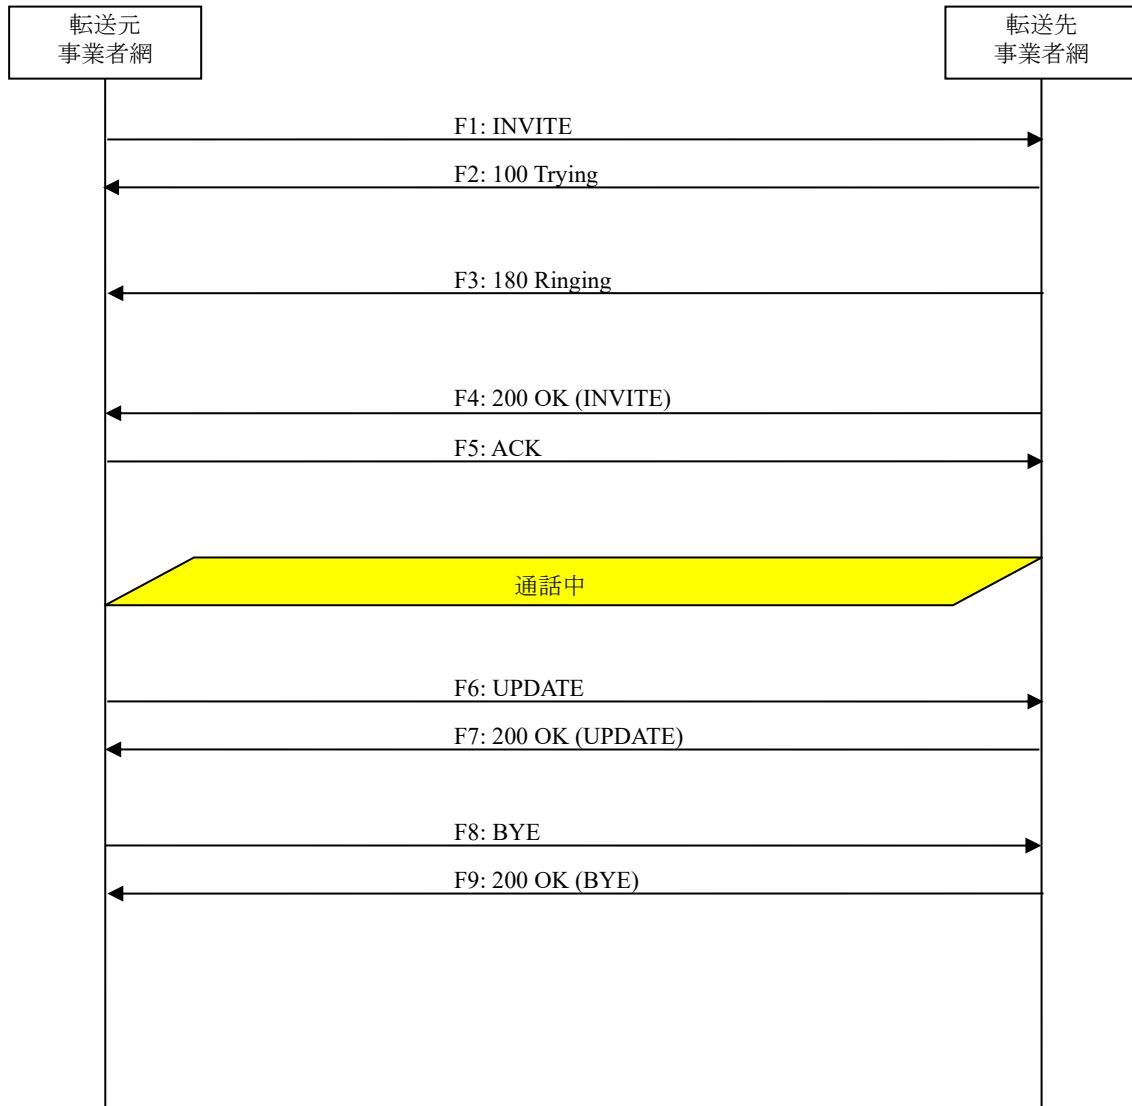 転送元
事業者網
転送先
事業者網
F1: INVITE
F2: 100 Trying
F3: 180 Ringing
F4: 200 OK (INVITE)
F5: ACK
通話中
F6: UPDATE
F7: 200 OK (UPDATE)
F8: BYE
F9: 200 OK (BYE)